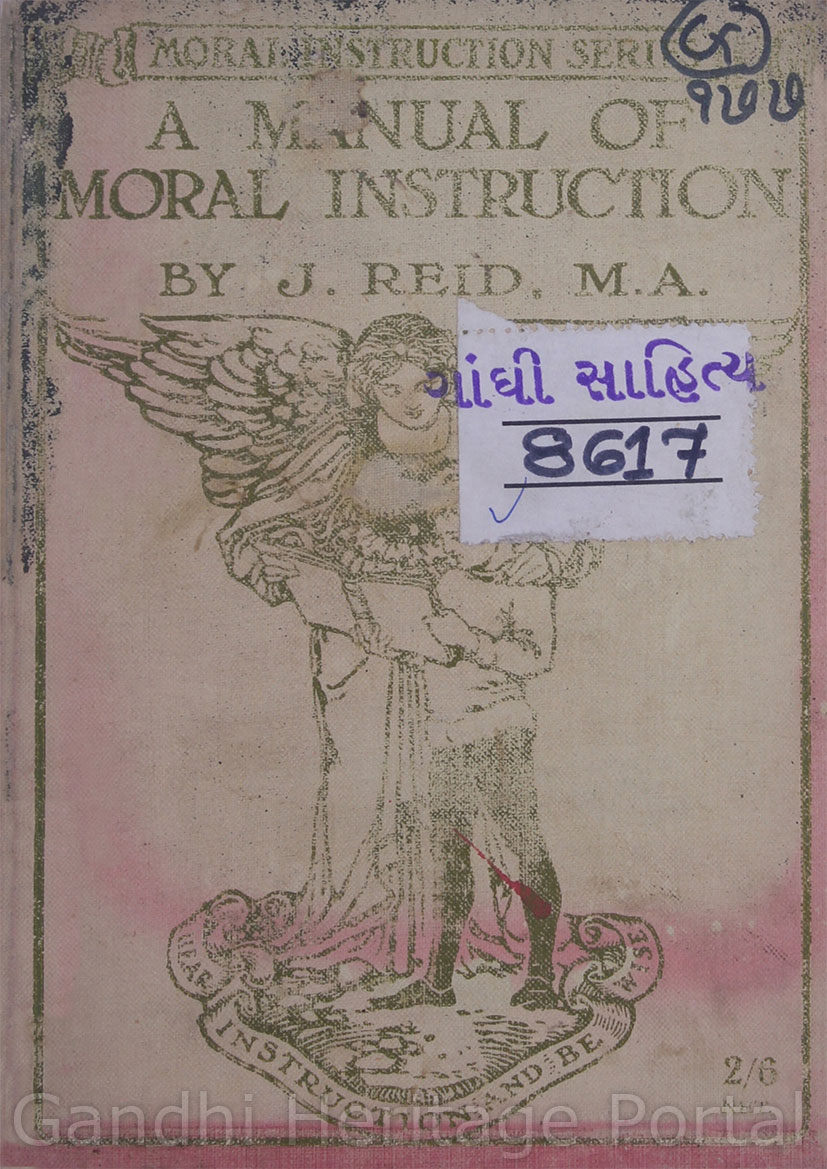 MORAL INSTRUCTION SERI
A MANUAL OF
MORAL INSTRUCTION
BY J. REID, M.A.
૧૭૭
ગાંધી સાહિત્ય
8617
HEAR
INSTRUCTION AND BE
WISE
2/6
Gandhi Heritage Portal